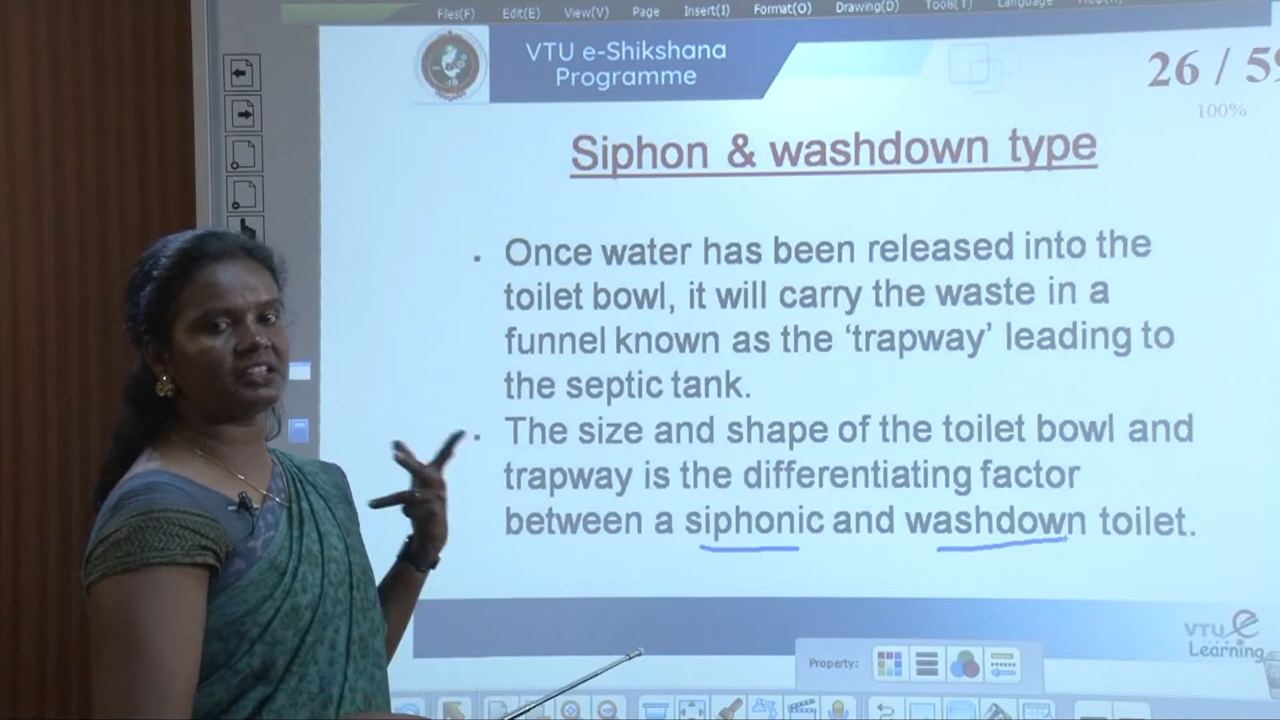 Files(F) Edit(E) View(V) Page Insert(I) Format(O) Drawing(D) Tools(T) Language
VTU e-Shikshana
Programme
26 / 59
100%
Siphon & washdown type
• Once water has been released into the
toilet bowl, it will carry the waste in a
funnel known as the ‘trapway’ leading to
the septic tank.
• The size and shape of the toilet bowl and
trapway is the differentiating factor
between a siphonic and washdown toilet.
VTU e
Learning
Property: